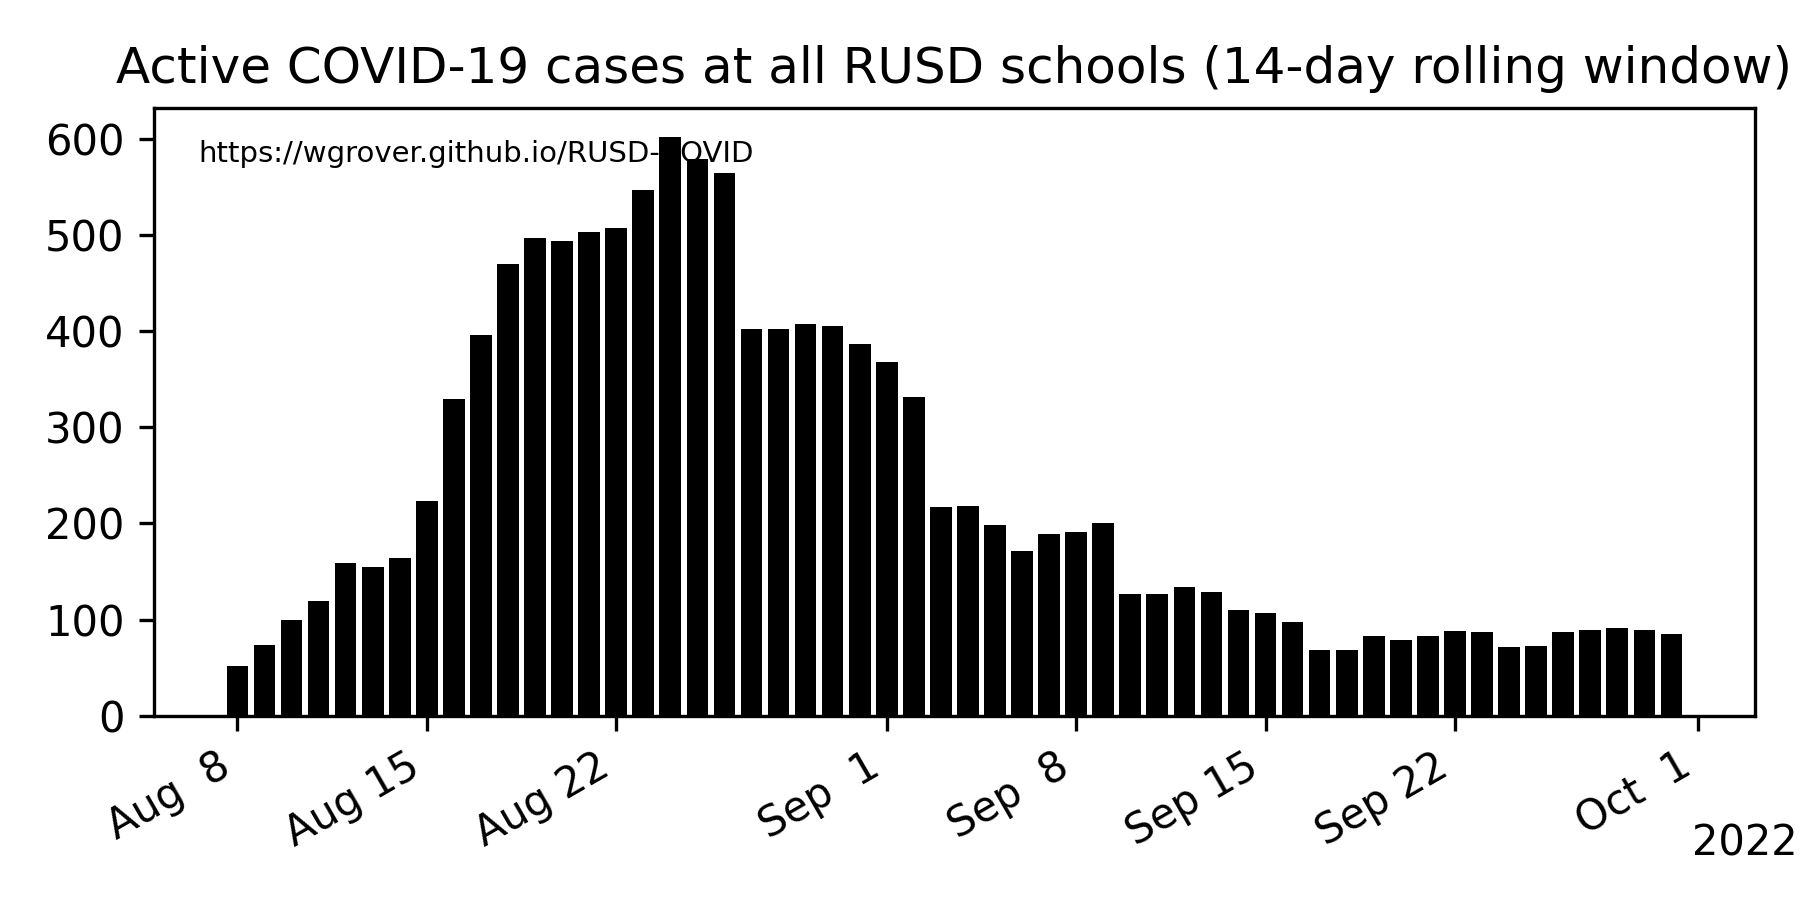 Active COVID-19 cases at all RUSD schools (14-day rolling window)
https://wgrover.github.io/RUSD-COVID
600
500
400
300
200
100
0
Aug 8
Aug 15
Aug 22
Sep 1
Sep 8
Sep 15
Sep 22
Oct 1
2022